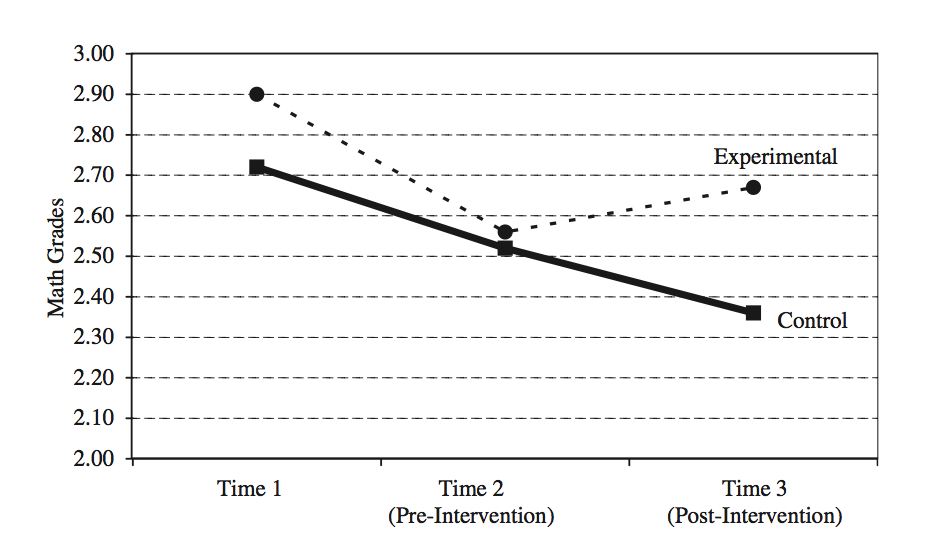 3.00
2.90
2.80
2.70
2.60
2.50
2.40
2.30
2.20
2.10
2.00
Math Grades
Experimental
Control
Time 1
Time 2
(Pre-Intervention)
Time 3
(Post-Intervention)